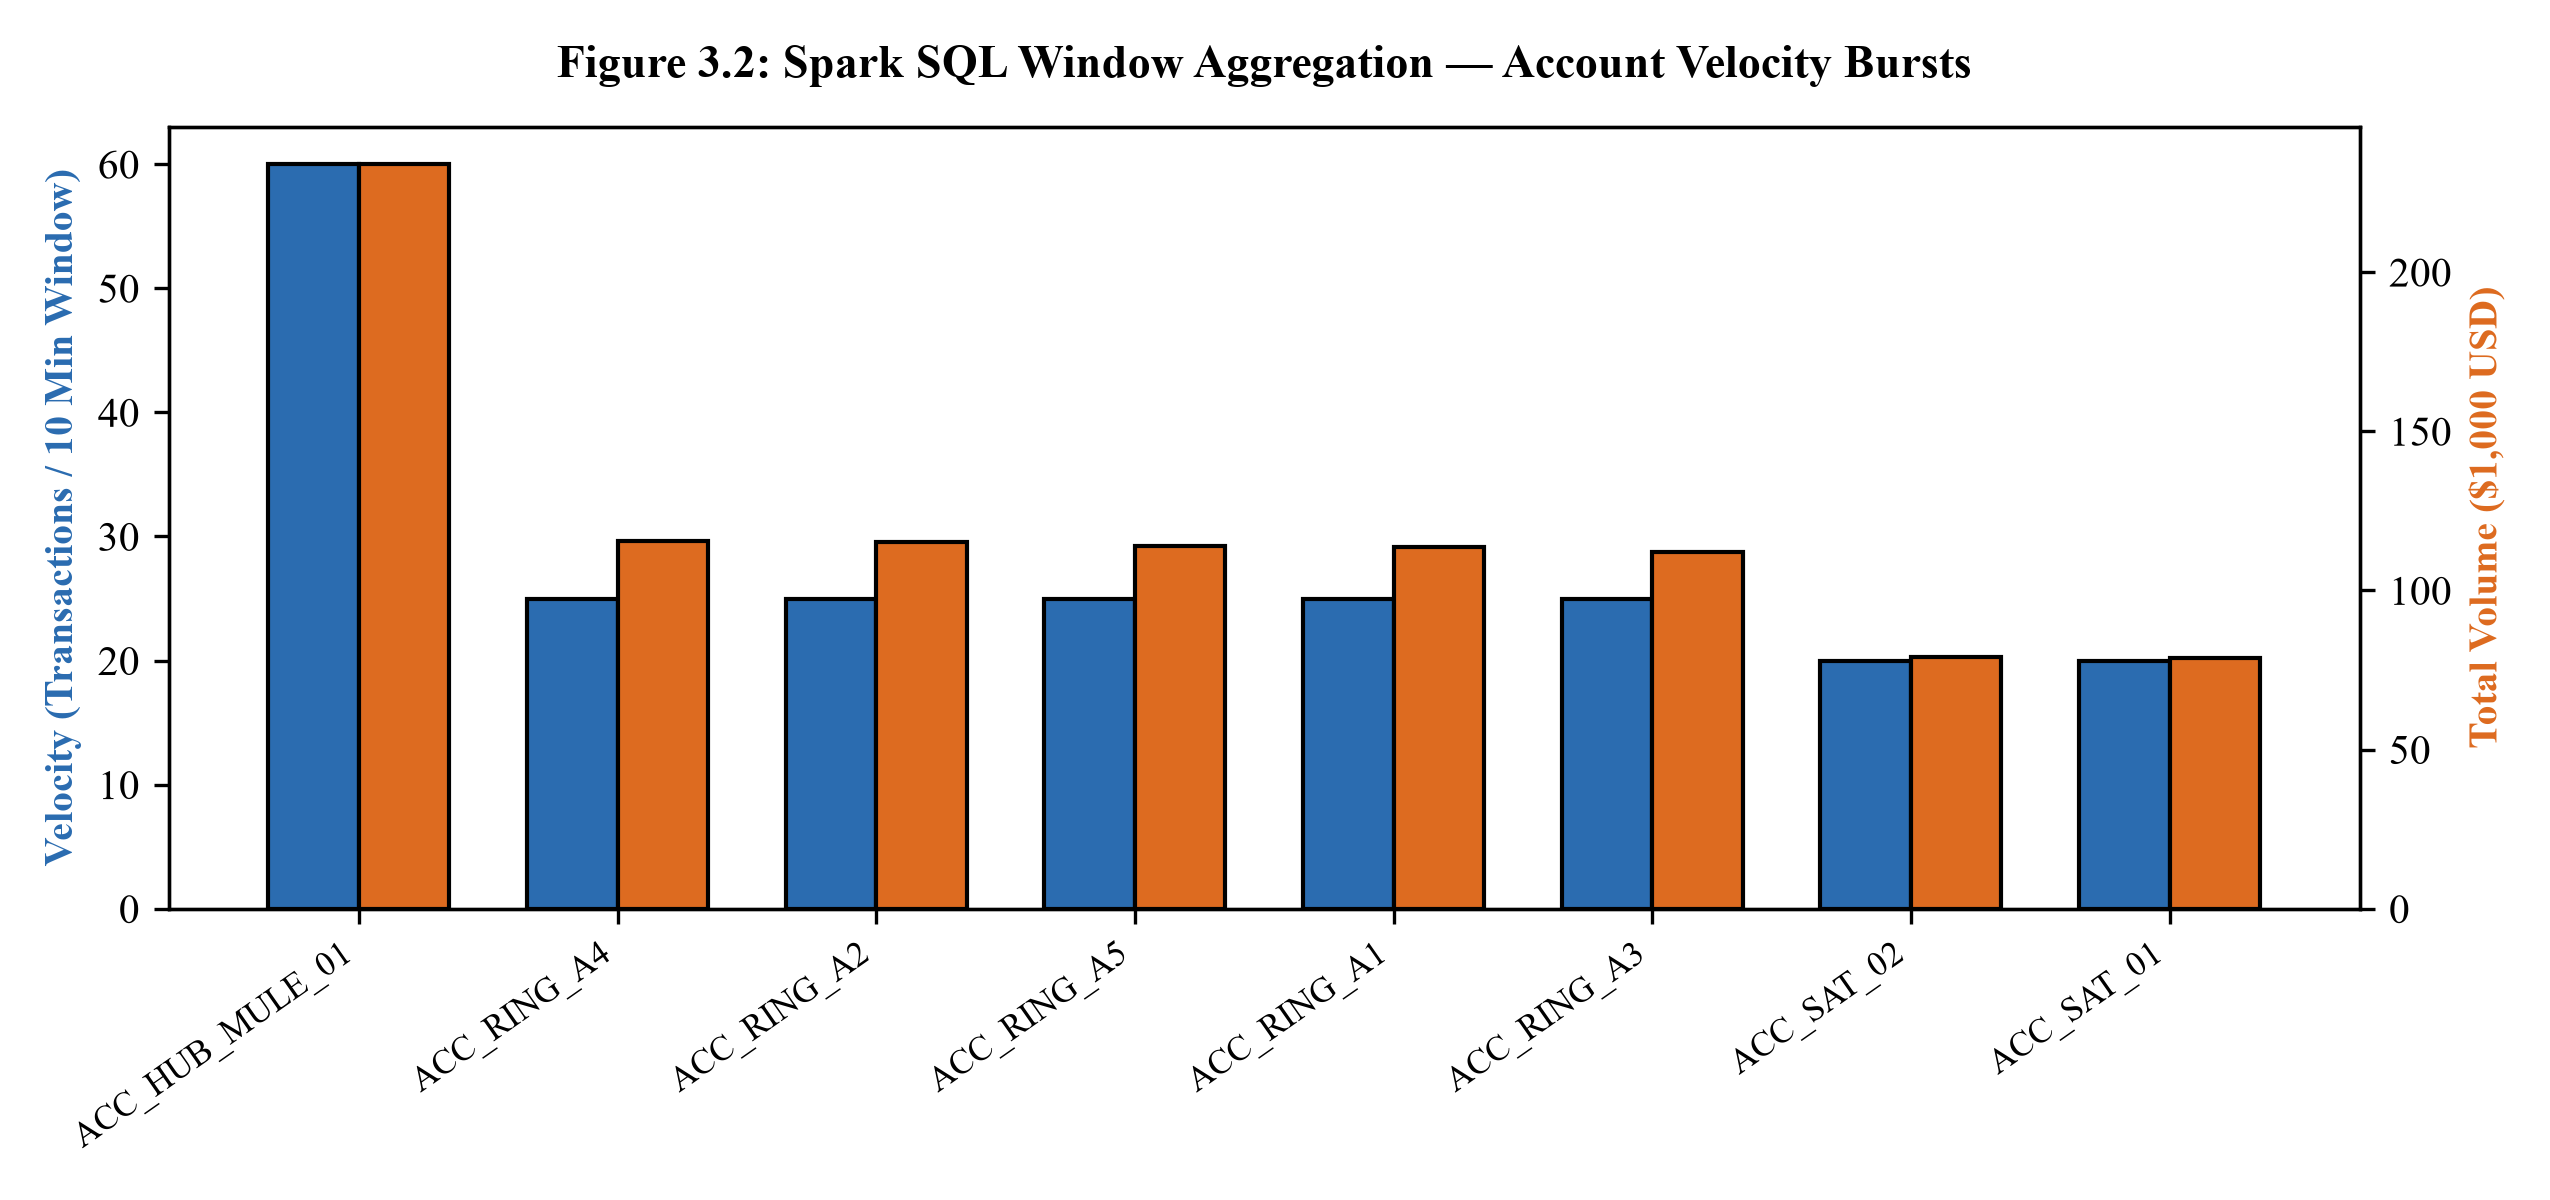 Figure 3.2: Spark SQL Window Aggregation — Account Velocity Bursts
Velocity (Transactions / 10 Min Window)
60
50
40
30
20
10
0
200
150
100
50
0
Total Volume ($1,000 USD)
ACC_HUB_MULE_01
ACC_RING_A4
ACC_RING_A2
ACC_RING_A5
ACC_RING_A1
ACC_RING_A3
ACC_SAT_02
ACC_SAT_01